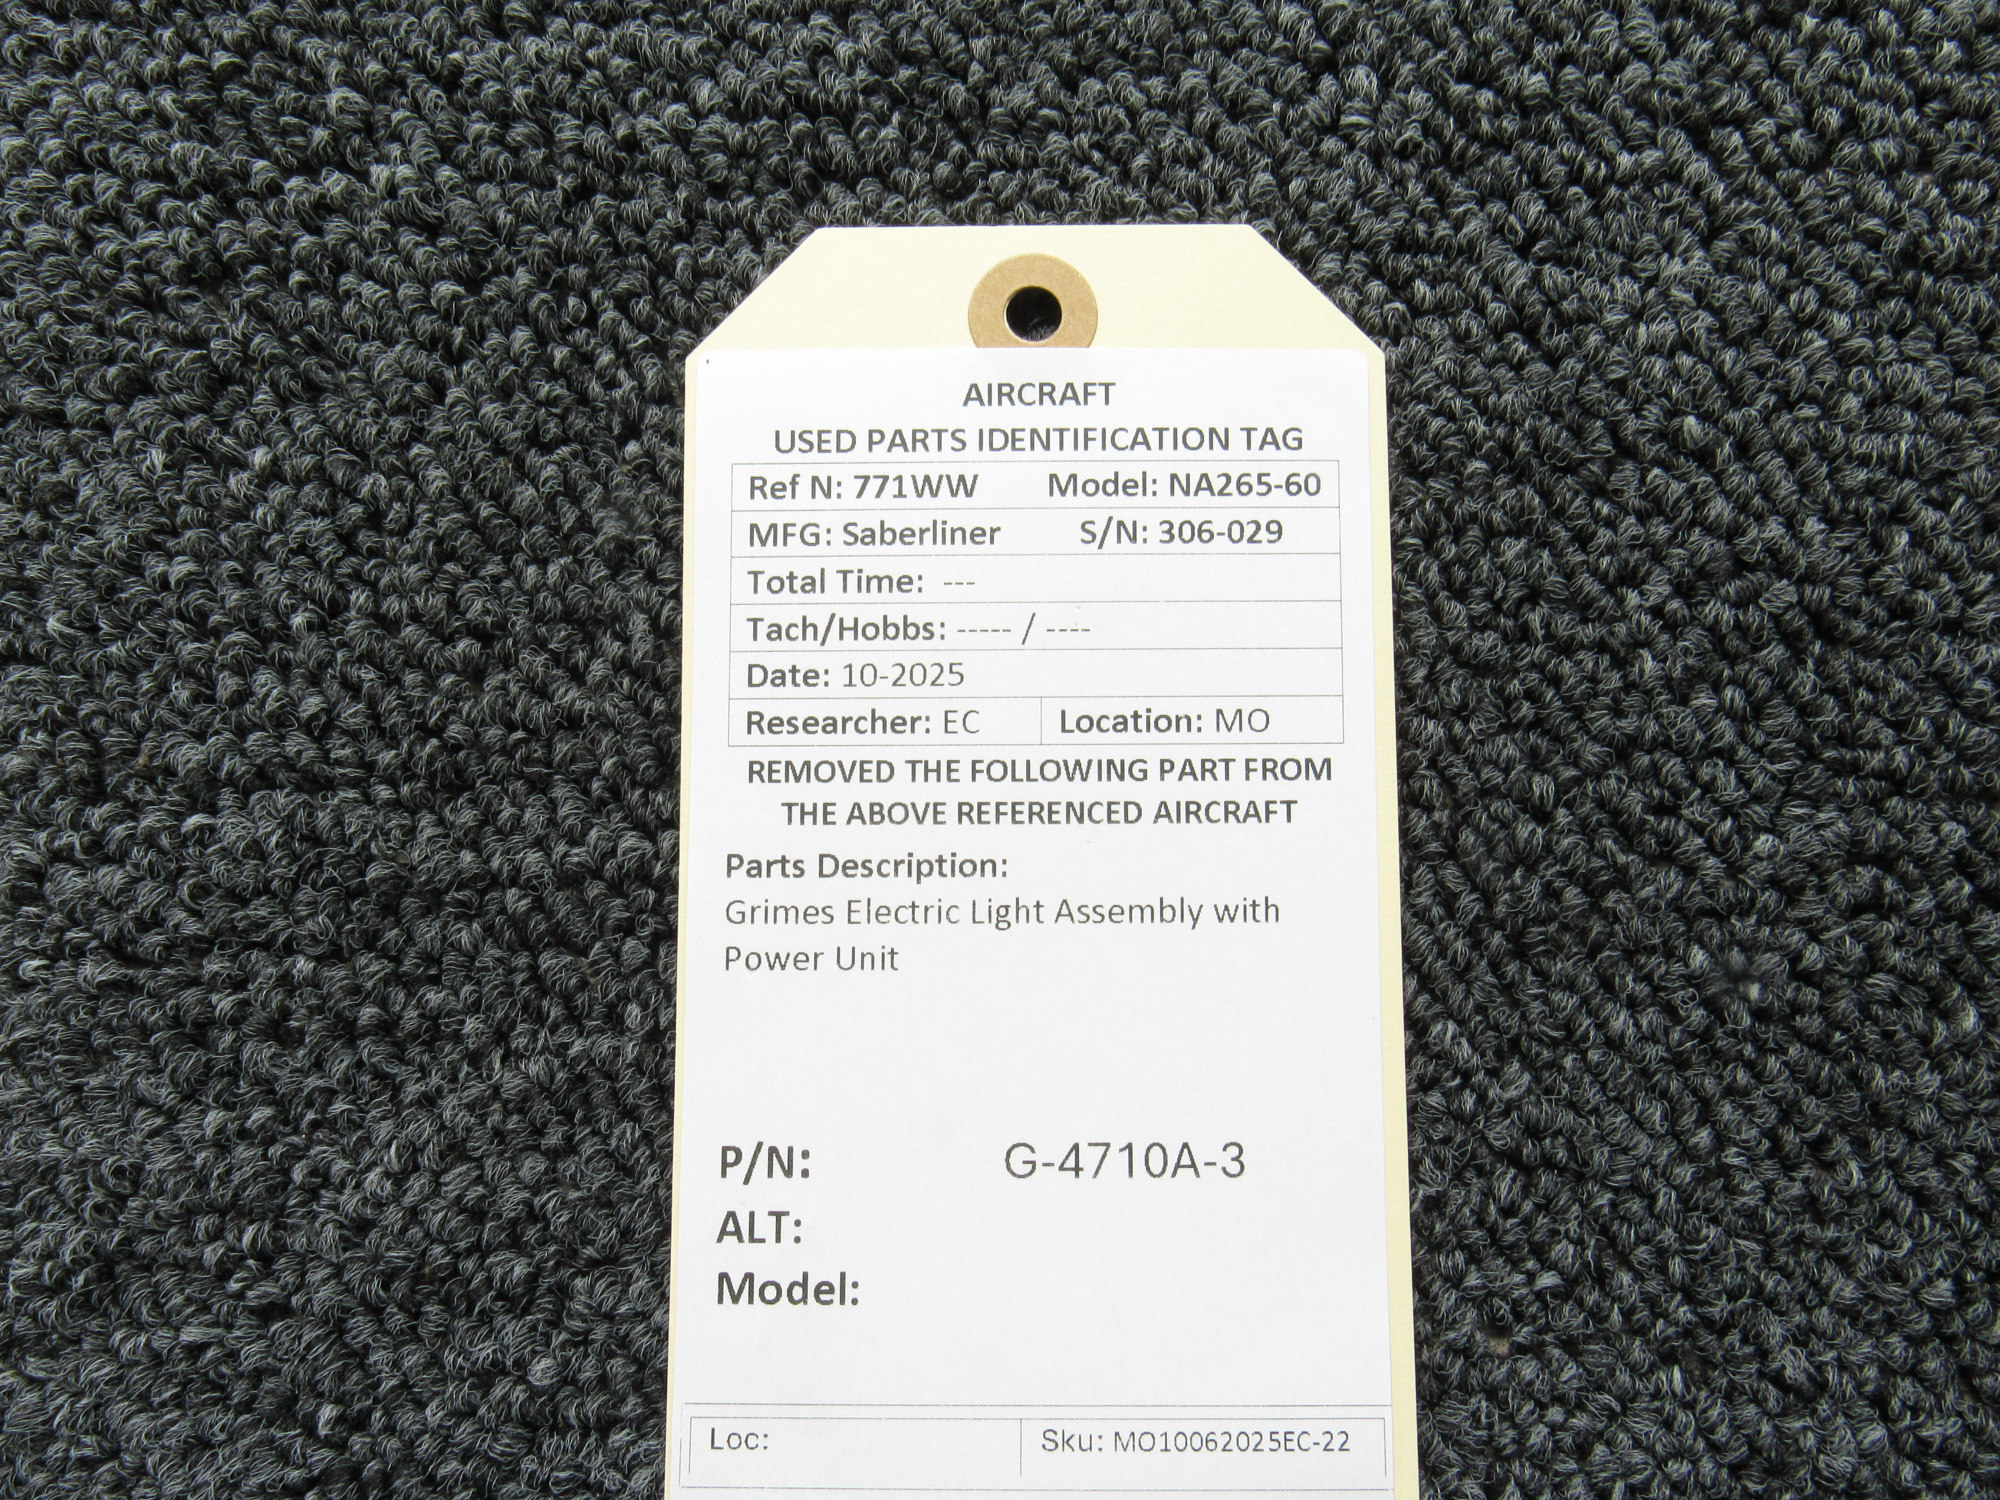 AIRCRAFT
USED PARTS IDENTIFICATION TAG
Ref N: 771WW Model: NA265-60
MFG: Saberliner S/N: 306-029
Total Time: ---
Tach/Hobbs: ----- / ----
Date: 10-2025
Researcher: EC Location: MO
REMOVED THE FOLLOWING PART FROM
THE ABOVE REFERENCED AIRCRAFT
Parts Description:
Grimes Electric Light Assembly with
Power Unit
P/N: G-4710A-3
ALT:
Model:
Loc: Sku: MO10062025EC-22